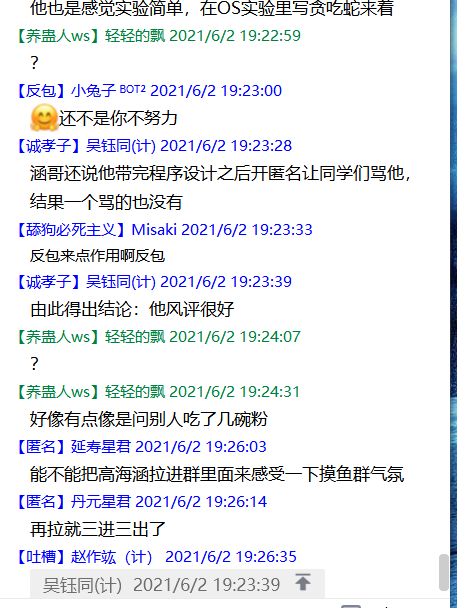 他也是感觉实验简单，在OS实验里写贪吃蛇来着
【养蛊人ws】轻轻的飘 2021/6/2 19:22:59
?
【反包】小兔子 ᴮᴼᵀ² 2021/6/2 19:23:00
还不是你不努力
【诚孝子】吴钰同(计) 2021/6/2 19:23:28
涵哥还说他带完程序设计之后开匿名让同学们骂他，
结果一个骂的也没有
【舔狗必死主义】Misaki 2021/6/2 19:23:33
反包来点作用啊反包
【诚孝子】吴钰同(计) 2021/6/2 19:23:39
由此得出结论：他风评很好
【养蛊人ws】轻轻的飘 2021/6/2 19:24:07
?
【养蛊人ws】轻轻的飘 2021/6/2 19:24:31
好像有点像是问别人吃了几碗粉
【匿名】延寿星君 2021/6/2 19:26:03
能不能把高海涵拉进群里面来感受一下摸鱼群气氛
【匿名】丹元星君 2021/6/2 19:26:14
再拉就三进三出了
【吐槽】赵作竑（计） 2021/6/2 19:26:35
吴钰同(计) 2021/6/2 19:23:39